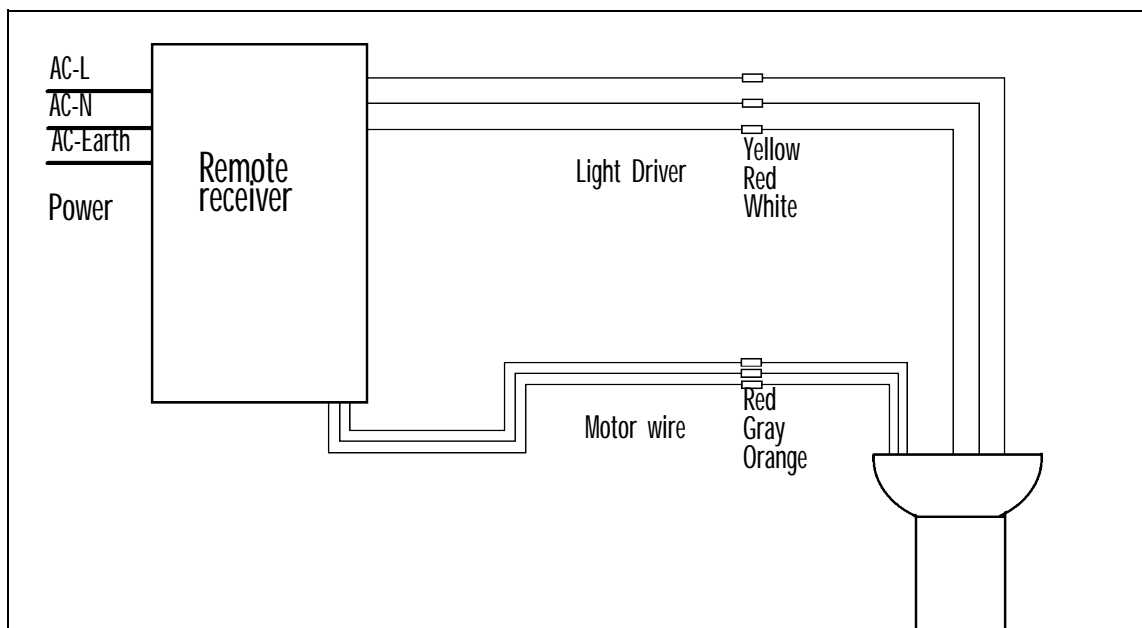 AC-L
AC-N
AC-Earth
Power
Remote
receiver
Light Driver
Yellow
Red
White
Motor wire
Red
Gray
Orange